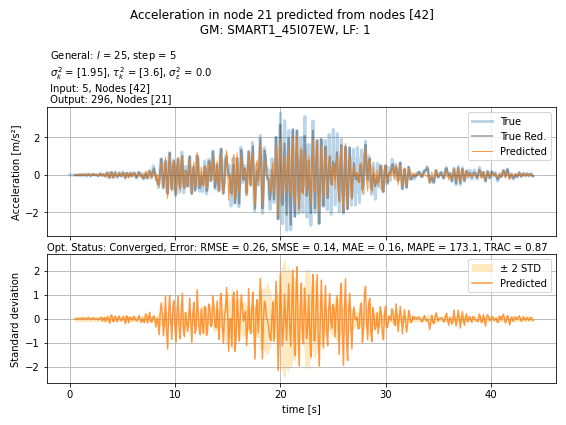 Acceleration in node 21 predicted from nodes [42]
GM: SMART1_45I07EW, LF: 1
General: l = 25, step = 5
σ²ₖ = [1.95], τ²ₖ = [3.6], σ²ε = 0.0
Input: 5, Nodes [42]
Output: 296, Nodes [21]
Acceleration [m/s²]
2
0
−2
True
True Red.
Predicted
Opt. Status: Converged, Error: RMSE = 0.26, SMSE = 0.14, MAE = 0.16, MAPE = 173.1, TRAC = 0.87
Standard deviation
2
1
0
−1
−2
± 2 STD
Predicted
0 10 20 30 40
time [s]